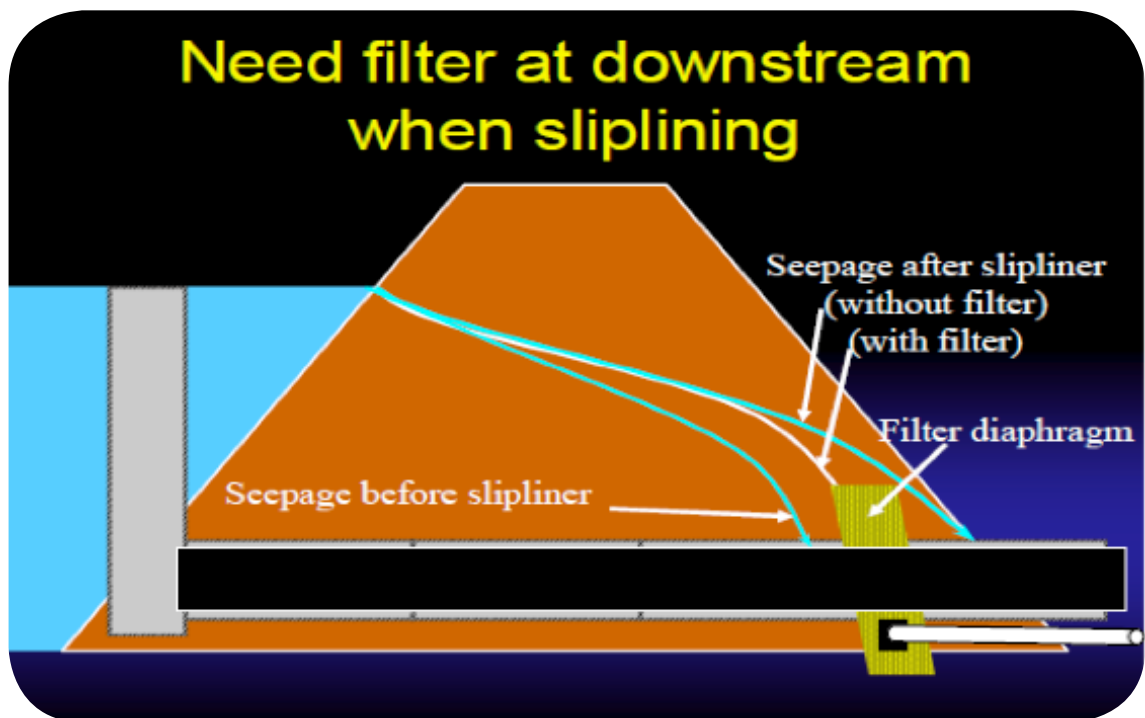 Need filter at downstream
when sliplining
Seepage after slipliner
(without filter)
(with filter)
Filter diaphragm
Seepage before slipliner